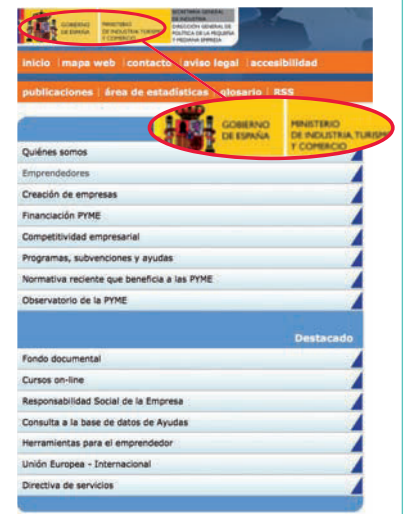 GOBIERNO DE ESPAÑA
MINISTERIO DE INDUSTRIA, TURISMO Y COMERCIO
SECRETARÍA GENERAL DE INDUSTRIA
DIRECCIÓN GENERAL DE POLÍTICA DE LA PEQUEÑA Y MEDIANA EMPRESA
inicio | mapa web | contacto | aviso legal | accesibilidad
publicaciones | área de estadísticas | glosario | RSS
GOBIERNO DE ESPAÑA
MINISTERIO DE INDUSTRIA, TURISMO Y COMERCIO
Quiénes somos
Emprendedores
Creación de empresas
Financiación PYME
Competitividad empresarial
Programas, subvenciones y ayudas
Normativa reciente que beneficia a las PYME
Observatorio de la PYME
Destacado
Fondo documental
Cursos on-line
Responsabilidad Social de la Empresa
Consulta a la base de datos de Ayudas
Herramientas para el emprendedor
Unión Europea - Internacional
Directiva de servicios